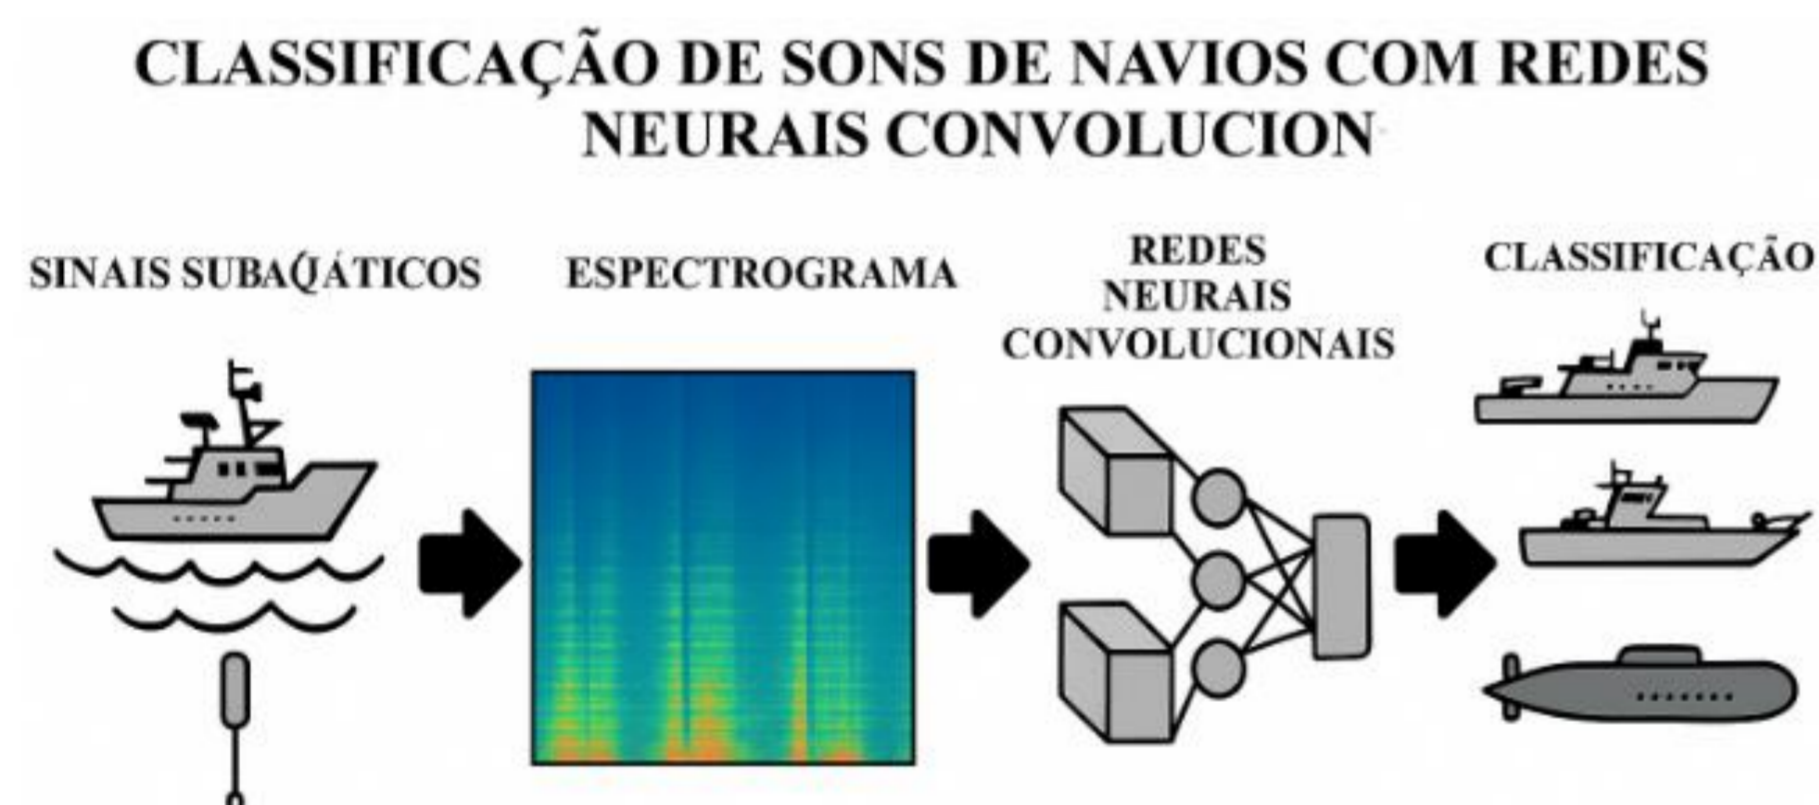 CLASSIFICAÇÃO DE SONS DE NAVIOS COM REDES
NEURAIS CONVOLUCION
SINAIS SUBAQÁTICOS
ESPECTROGRAMA
REDES
NEURAIS
CONVOLUCIONAIS
CLASSIFICAÇÃO